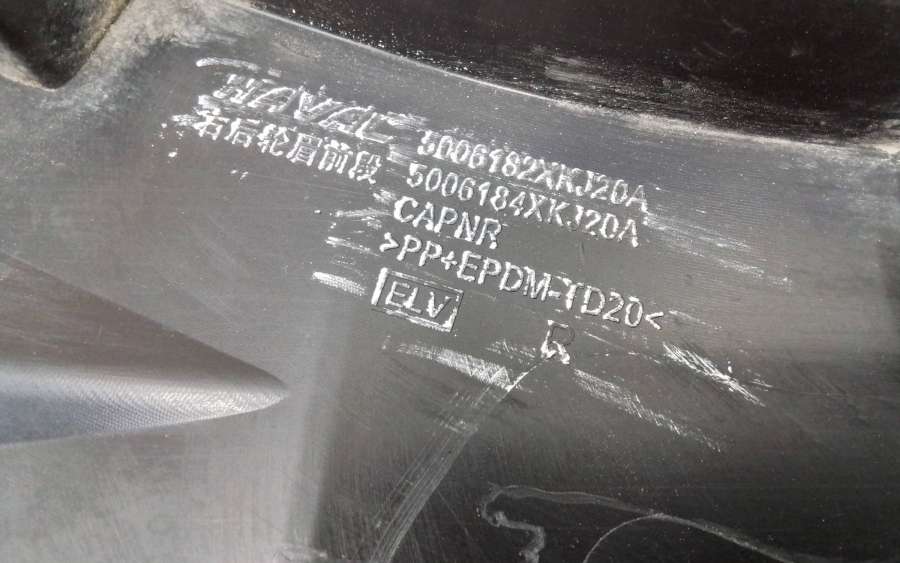 HAVAL
右后轮眉前段
5006182XKJ20A
5006184XKJ20A
CAPNR
>PP+EPDM-TD20<
ELV
R